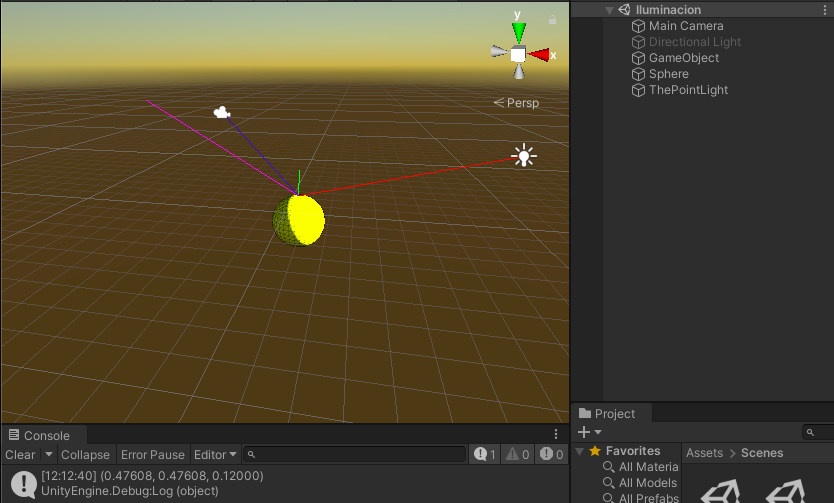 Iluminacion
Main Camera
Directional Light
GameObject
Sphere
ThePointLight
y
x
Persp
Console
Clear Collapse Error Pause Editor 1 0 0
[12:12:40] (0.47608, 0.47608, 0.12000)
UnityEngine.Debug:Log (object)
Project
Favorites
All Materia
All Models
All Prefabs
Assets > Scenes